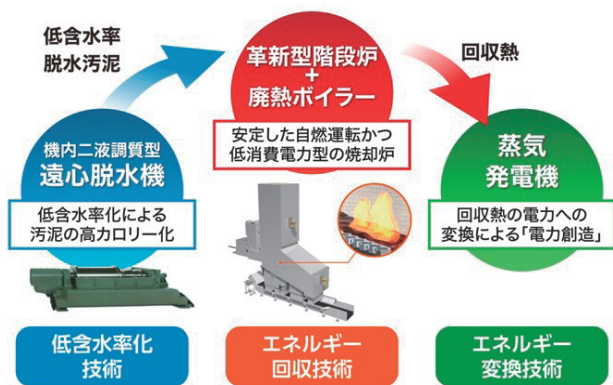 低含水率
脱水汚泥
革新型階段炉
+
廃熱ボイラー
回収熱
安定した自燃運転かつ
低消費電力型の焼却炉
機内二液調質型
遠心脱水機
低含水率化による
汚泥の高カロリー化
蒸気
発電機
回収熱の電力への
変換による「電力創造」
低含水率化
技術
エネルギー
回収技術
エネルギー
変換技術